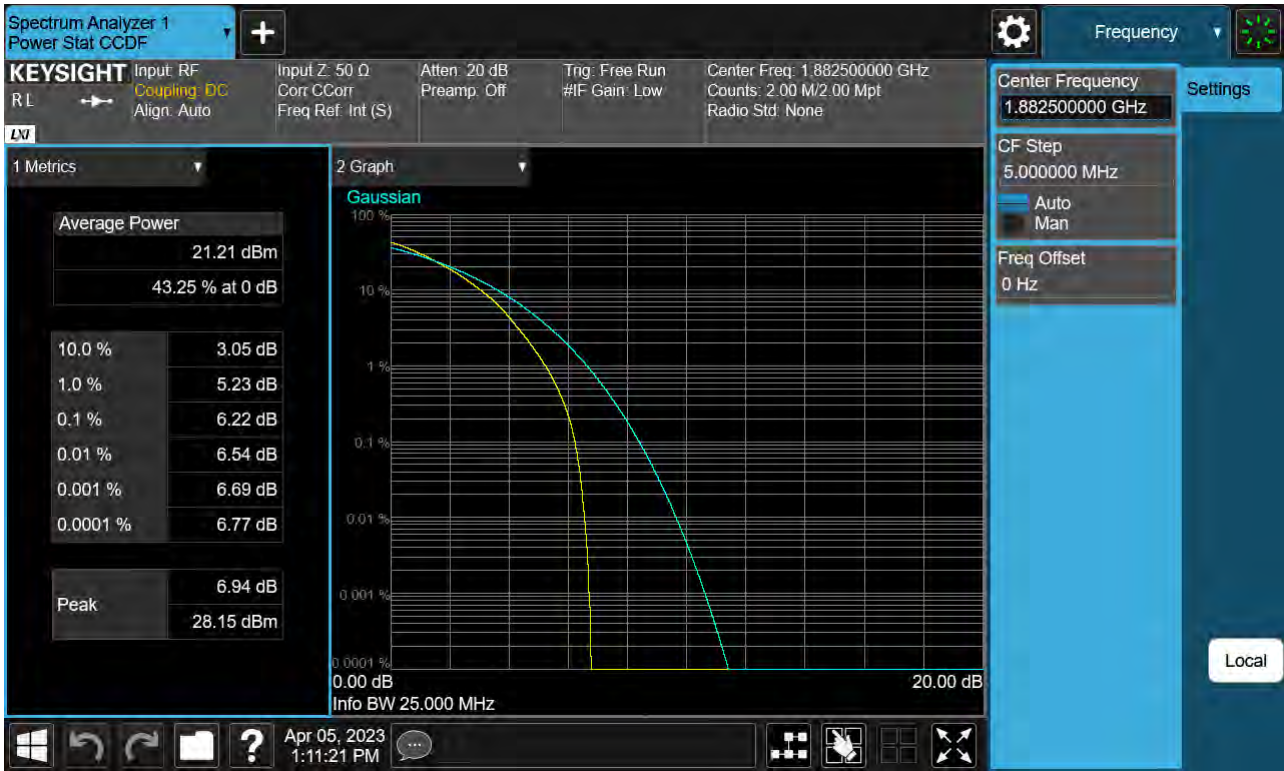 Spectrum Analyzer 1
Power Stat CCDF
Frequency
KEYSIGHT
R L
LXI
Input: RF
Coupling: DC
Align: Auto
Input Z: 50 Ω
Corr CCorr
Freq Ref: Int (S)
Atten: 20 dB
Preamp: Off
Trig: Free Run
#IF Gain: Low
Center Freq: 1.882500000 GHz
Counts: 2.00 M/2.00 Mpt
Radio Std: None
Center Frequency
1.882500000 GHz
Settings
CF Step
5.000000 MHz
Auto
Man
Freq Offset
0 Hz
Local
1 Metrics
Average Power
21.21 dBm
43.25 % at 0 dB
10.0 % 3.05 dB
1.0 % 5.23 dB
0.1 % 6.22 dB
0.01 % 6.54 dB
0.001 % 6.69 dB
0.0001 % 6.77 dB
Peak 6.94 dB
28.15 dBm
2 Graph
Gaussian
100 %
10 %
1 %
0.1 %
0.01 %
0.001 %
0.0001 %
0.00 dB 20.00 dB
Info BW 25.000 MHz
Apr 05, 2023
1:11:21 PM